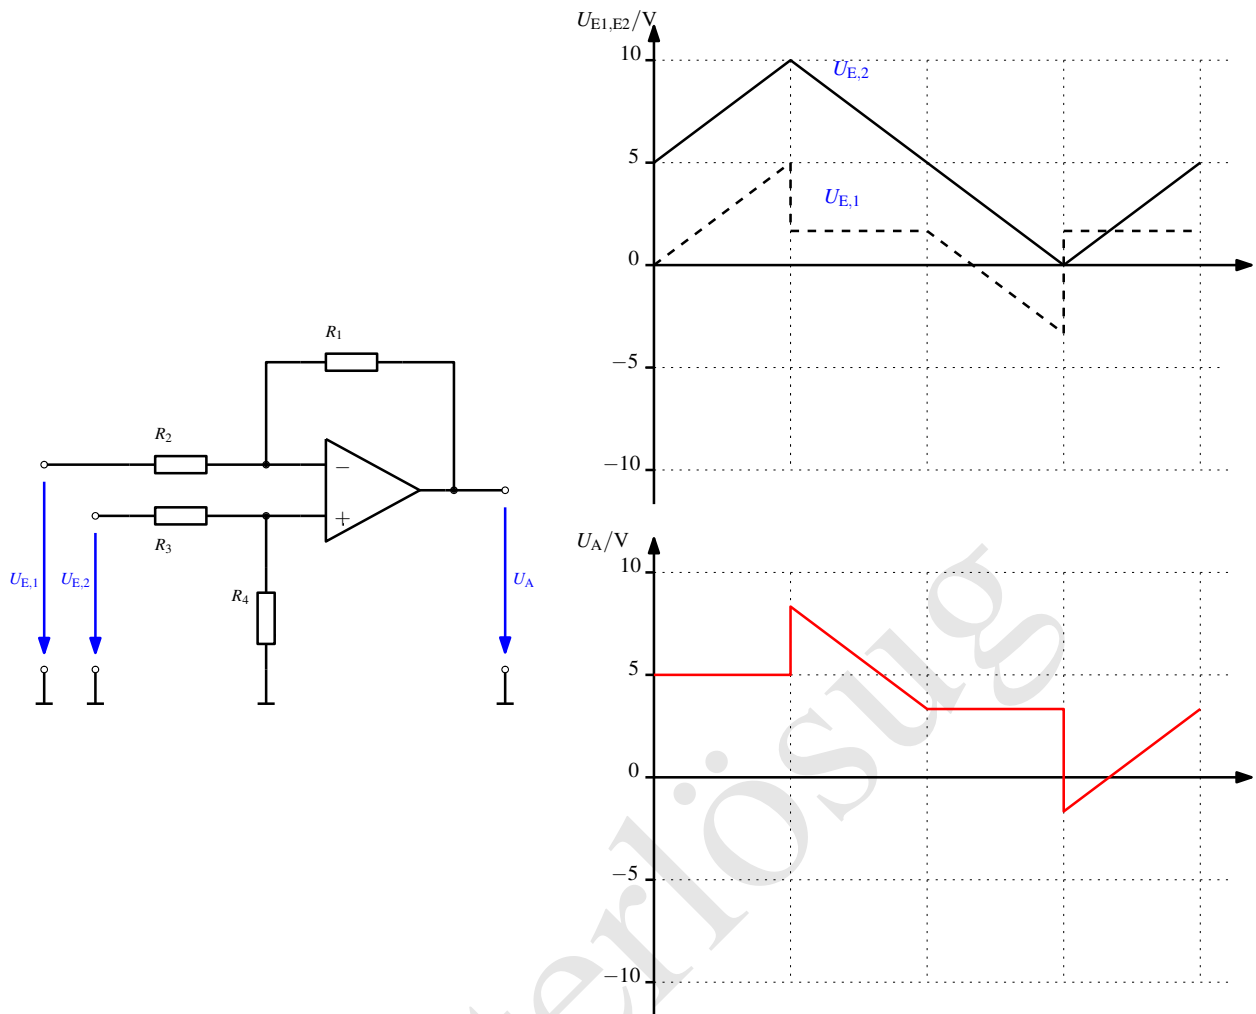 U_E1,E2/V
10
U_E,2
5
U_E,1
0
−5
−10
R_1
R_2
−
+
R_3
R_4
U_E,1
U_E,2
U_A
U_A/V
10
5
0
−5
−10
terlösug